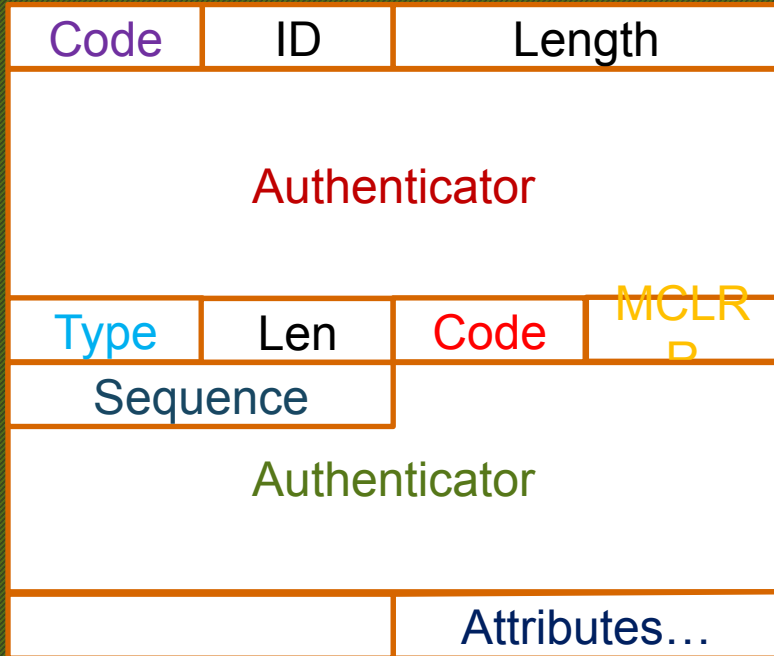 Code ID Length
Authenticator
Type Len Code MCLR
R
Sequence
Authenticator
Attributes…